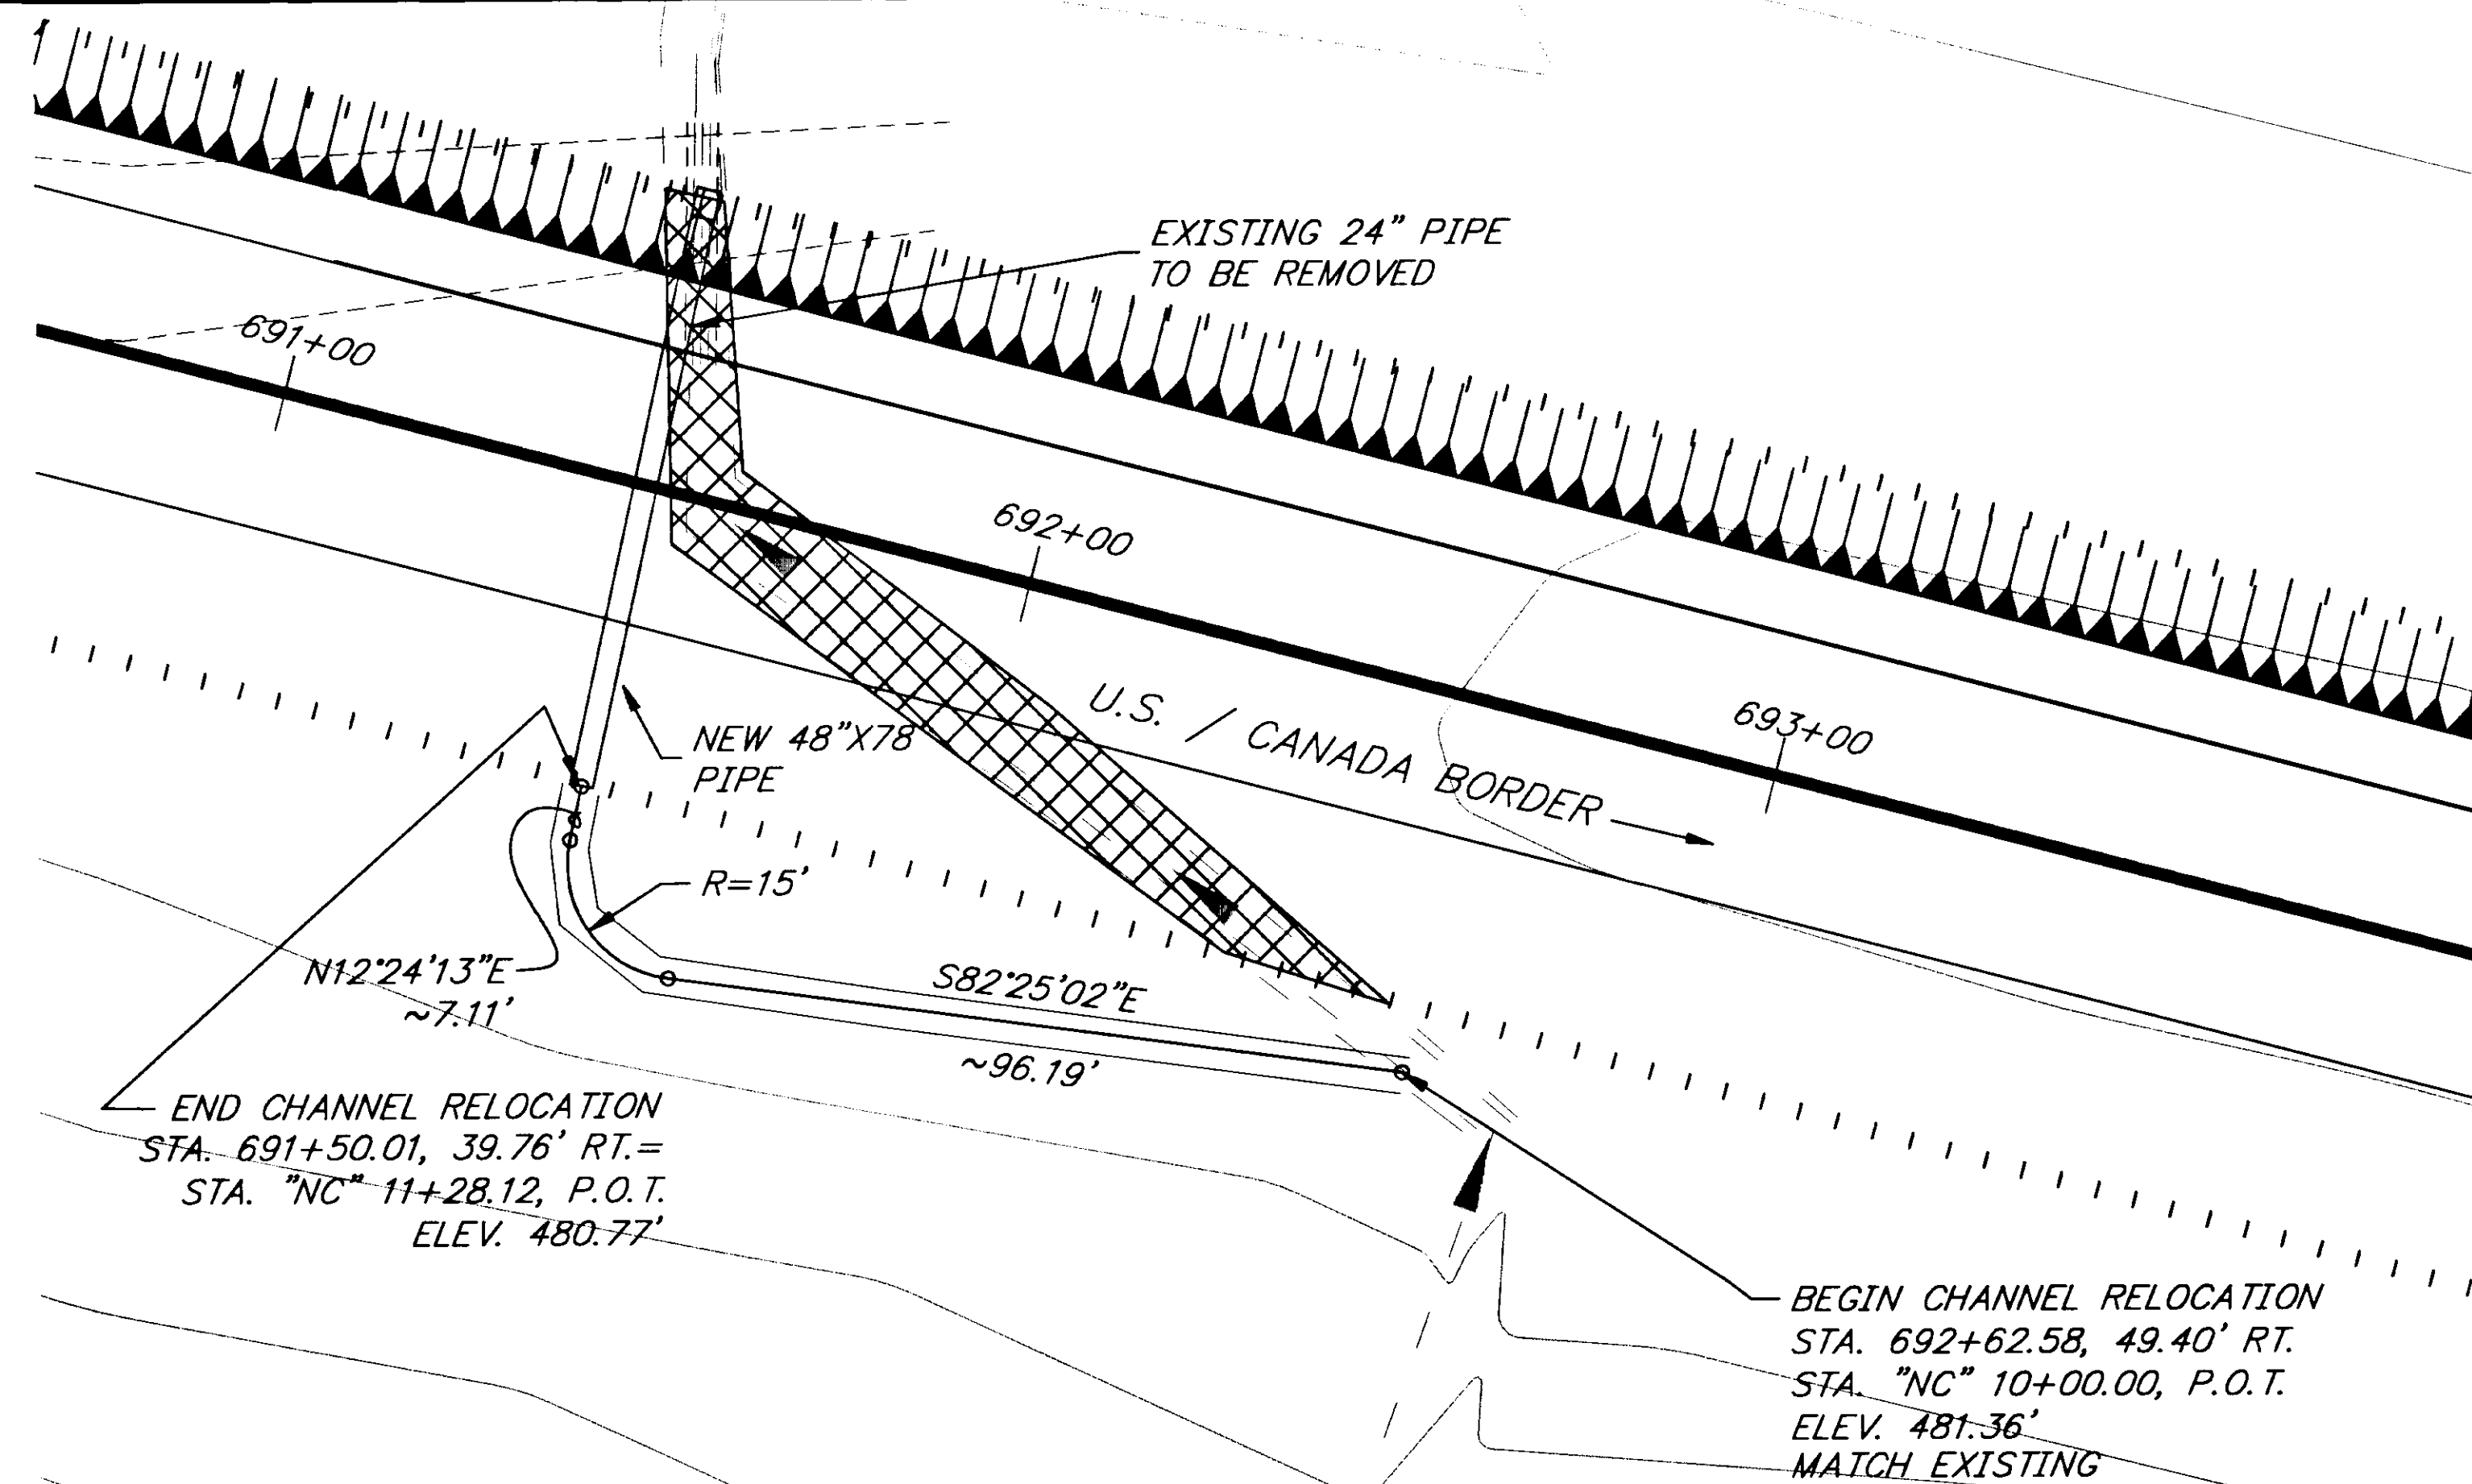 EXISTING 24" PIPE
TO BE REMOVED
691+00
692+00
U.S. / CANADA BORDER
693+00
NEW 48"X78
PIPE
R=15'
N12°24'13"E
~7.11'
S82°25'02"E
~96.19'
END CHANNEL RELOCATION
STA. 691+50.01, 39.76' RT.=
STA. "NC" 11+28.12, P.O.T.
ELEV. 480.77'
BEGIN CHANNEL RELOCATION
STA. 692+62.58, 49.40' RT.
STA. "NC" 10+00.00, P.O.T.
ELEV. 481.36'
MATCH EXISTING